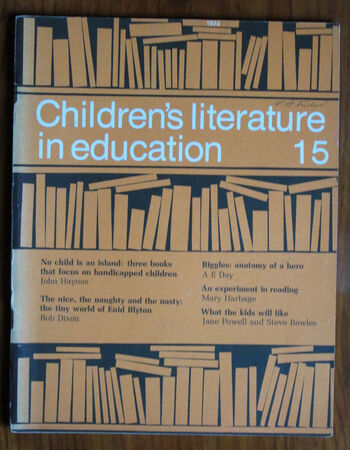 1974
Children's literature
in education 15
No child is an island: three books
that focus on handicapped children
John Haynes
The nice, the naughty and the nasty:
the tiny world of Enid Blyton
Bob Dixon
Biggles: anatomy of a hero
A E Day
An experiment in reading
Mary Harbage
What the kids will like
Jane Powell and Steve Bowles